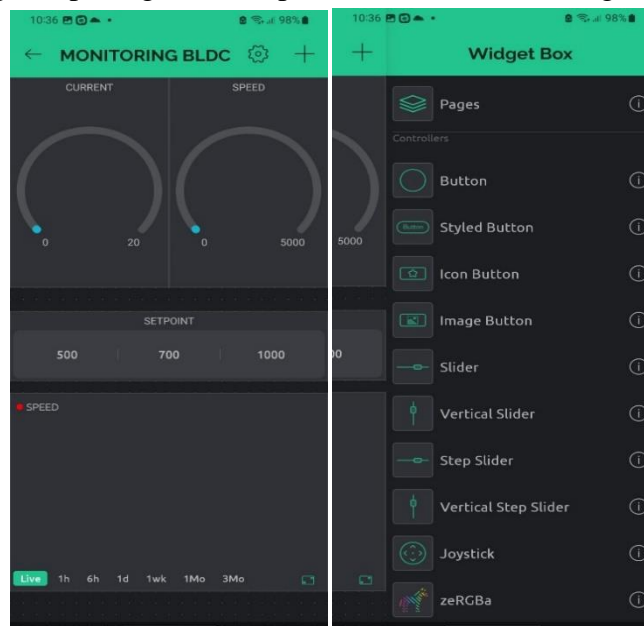 10:36 98%
MONITORING BLDC
CURRENT SPEED
0 20 0 5000
SETPOINT
500 700 1000
SPEED
Live 1h 6h 1d 1wk 1Mo 3Mo
10:36 98%
Widget Box
Pages
Controllers
Button
Button Styled Button
Icon Button
Image Button
Slider
Vertical Slider
Step Slider
Vertical Step Slider
Joystick
zeRGBa
5000
00